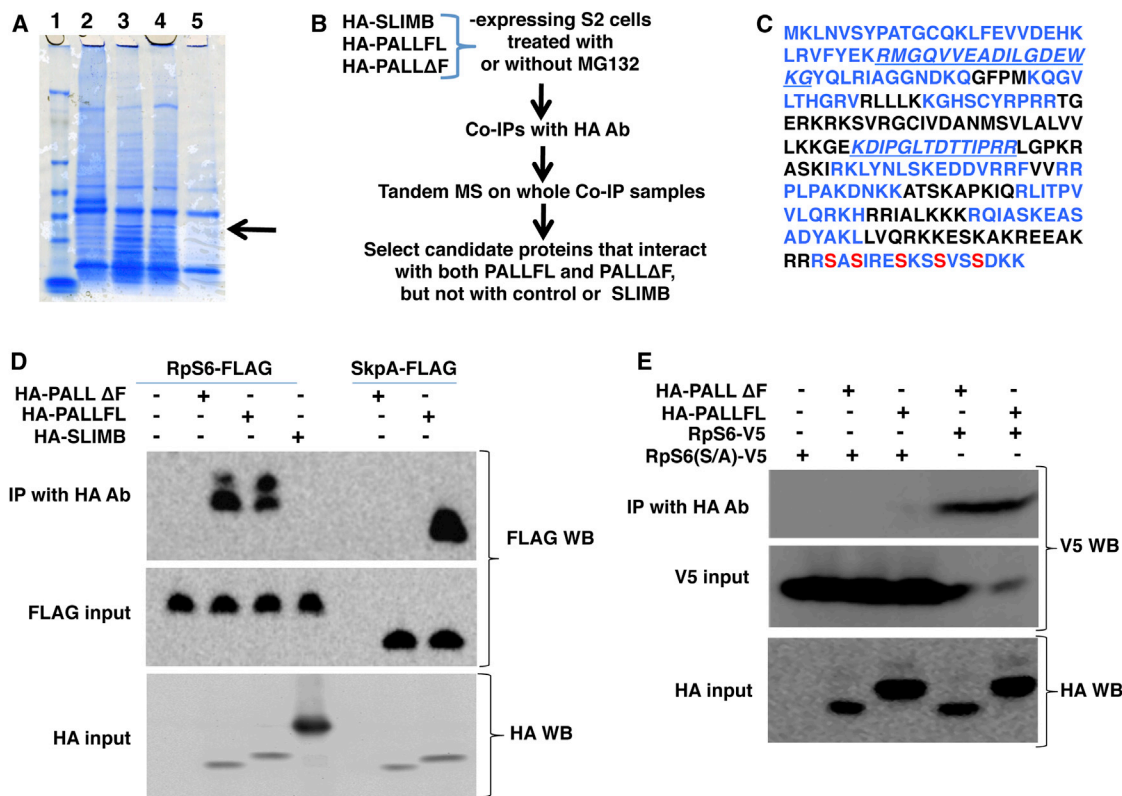 A
1 2 3 4 5
B
HA-SLIMB
HA-PALLFL
HA-PALLΔF
-expressing S2 cells
treated with
or without MG132
Co-IPs with HA Ab
Tandem MS on whole Co-IP samples
Select candidate proteins that interact
with both PALLFL and PALLΔF,
but not with control or SLIMB
C
MKLNVSYPATGCQKLFEVVDEHK
LRVFYEKRMGQVVEADILGDEW
KGYQLRIAGGNDKQGFPMKQGV
LTHGRVRLLLKKGHSCYRPRRTG
ERKRKSVRGCIVDANMSVLALVV
LKKGEKDIPGLTDTTIPRRLGPKR
ASKIRKLYNLSKEDDVRRFVVRR
PLPAKDNKKATSKAPKIQRLITPV
VLQRKHRRIALKKKRQIASKEAS
ADYAKLLVQRKKESKAKREEAK
RRRSASIRESKSSVSSDKK
D
RpS6-FLAG SkpA-FLAG
HA-PALL ΔF - + - - + -
HA-PALLFL - - + - - +
HA-SLIMB - - - + - -
IP with HA Ab
FLAG WB
FLAG input
HA input
HA WB
E
HA-PALL ΔF - + - + -
HA-PALLFL - - + - +
RpS6-V5 - - - + +
RpS6(S/A)-V5 + + + - -
IP with HA Ab
V5 WB
V5 input
HA input
HA WB